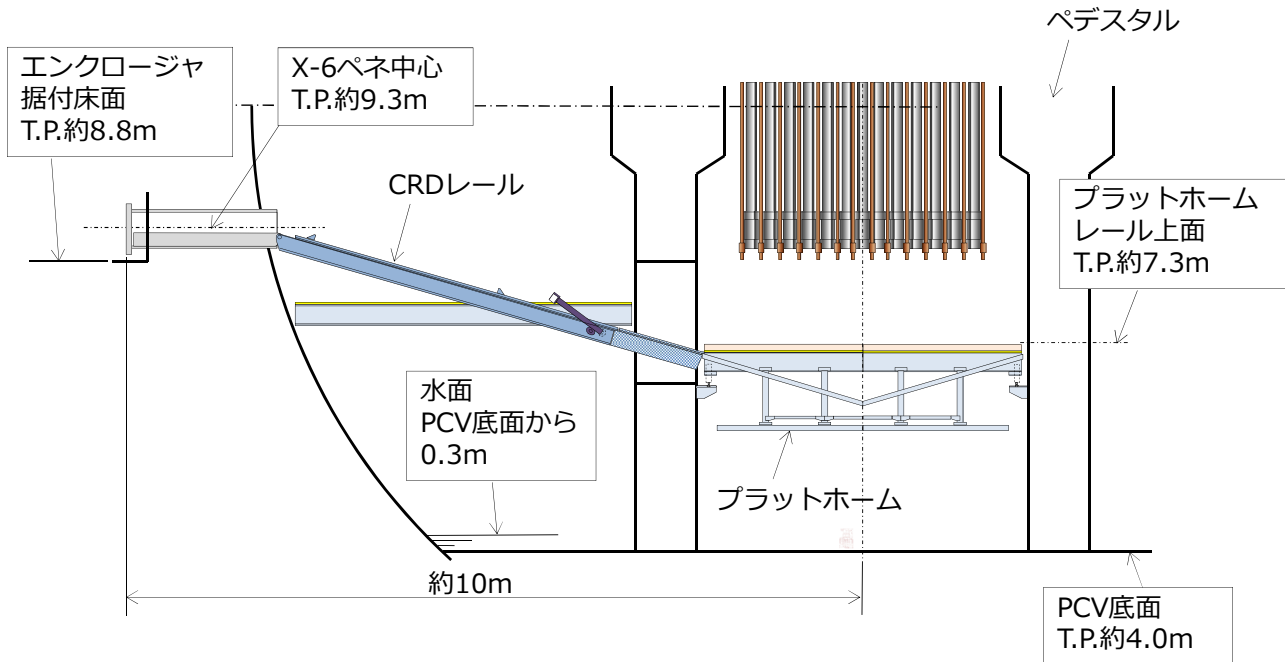 ペデスタル
エンクロージャ
据付床面
T.P.約8.8m
X-6ペネ中心
T.P.約9.3m
CRDレール
プラットホーム
レール上面
T.P.約7.3m
水面
PCV底面から
0.3m
プラットホーム
約10m
PCV底面
T.P.約4.0m